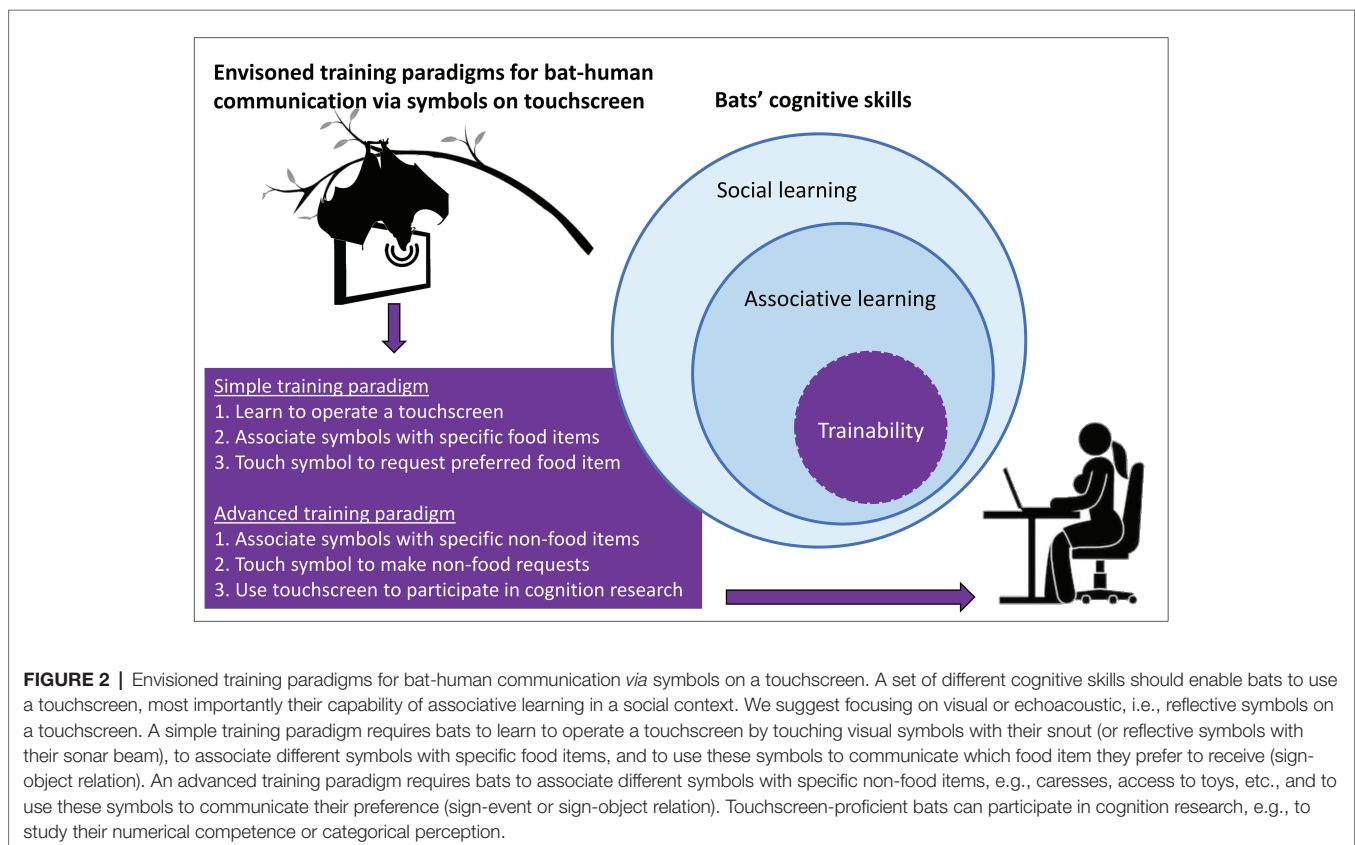 Envisoned training paradigms for bat-human
communication via symbols on touchscreen
Bats' cognitive skills
Social learning
Associative learning
Trainability
Simple training paradigm
1. Learn to operate a touchscreen
2. Associate symbols with specific food items
3. Touch symbol to request preferred food item
Advanced training paradigm
1. Associate symbols with specific non-food items
2. Touch symbol to make non-food requests
3. Use touchscreen to participate in cognition research
FIGURE 2 | Envisioned training paradigms for bat-human communication via symbols on a touchscreen. A set of different cognitive skills should enable bats to use
a touchscreen, most importantly their capability of associative learning in a social context. We suggest focusing on visual or echoacoustic, i.e., reflective symbols on
a touchscreen. A simple training paradigm requires bats to learn to operate a touchscreen by touching visual symbols with their snout (or reflective symbols with
their sonar beam), to associate different symbols with specific food items, and to use these symbols to communicate which food item they prefer to receive (sign-
object relation). An advanced training paradigm requires bats to associate different symbols with specific non-food items, e.g., caresses, access to toys, etc., and to
use these symbols to communicate their preference (sign-event or sign-object relation). Touchscreen-proficient bats can participate in cognition research, e.g., to
study their numerical competence or categorical perception.